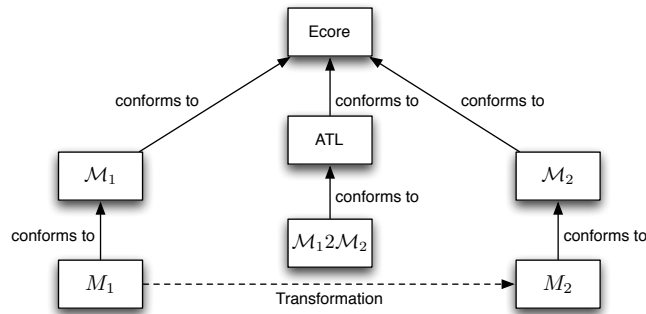 Ecore
conforms to
conforms to
conforms to
ATL
𝓜₁
𝓜₂
conforms to
𝓜₁2𝓜₂
conforms to
conforms to
M₁
M₂
Transformation